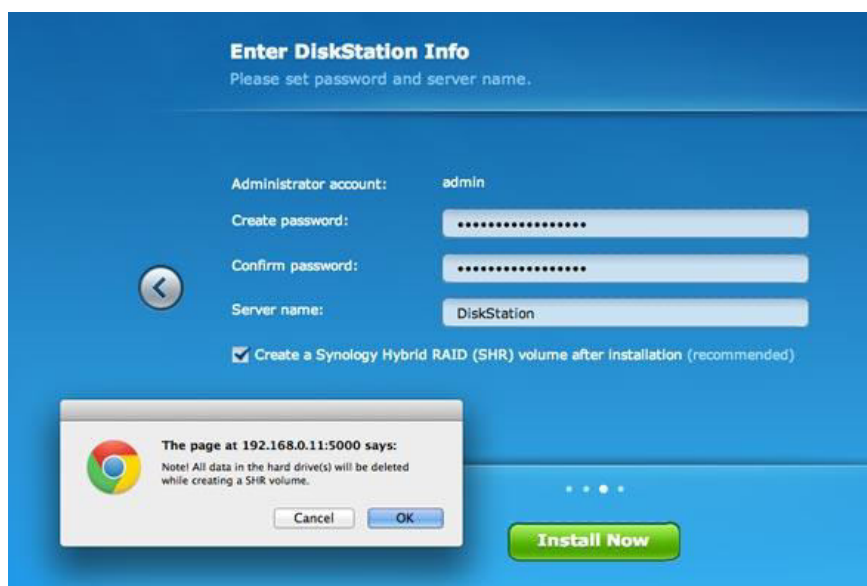 Enter DiskStation Info
Please set password and server name.
Administrator account: admin
Create password: •••••••••••••••••
Confirm password: •••••••••••••••••
Server name: DiskStation
Create a Synology Hybrid RAID (SHR) volume after installation (recommended)
The page at 192.168.0.11:5000 says:
Note! All data in the hard drive(s) will be deleted
while creating a SHR volume.
Cancel OK
Install Now